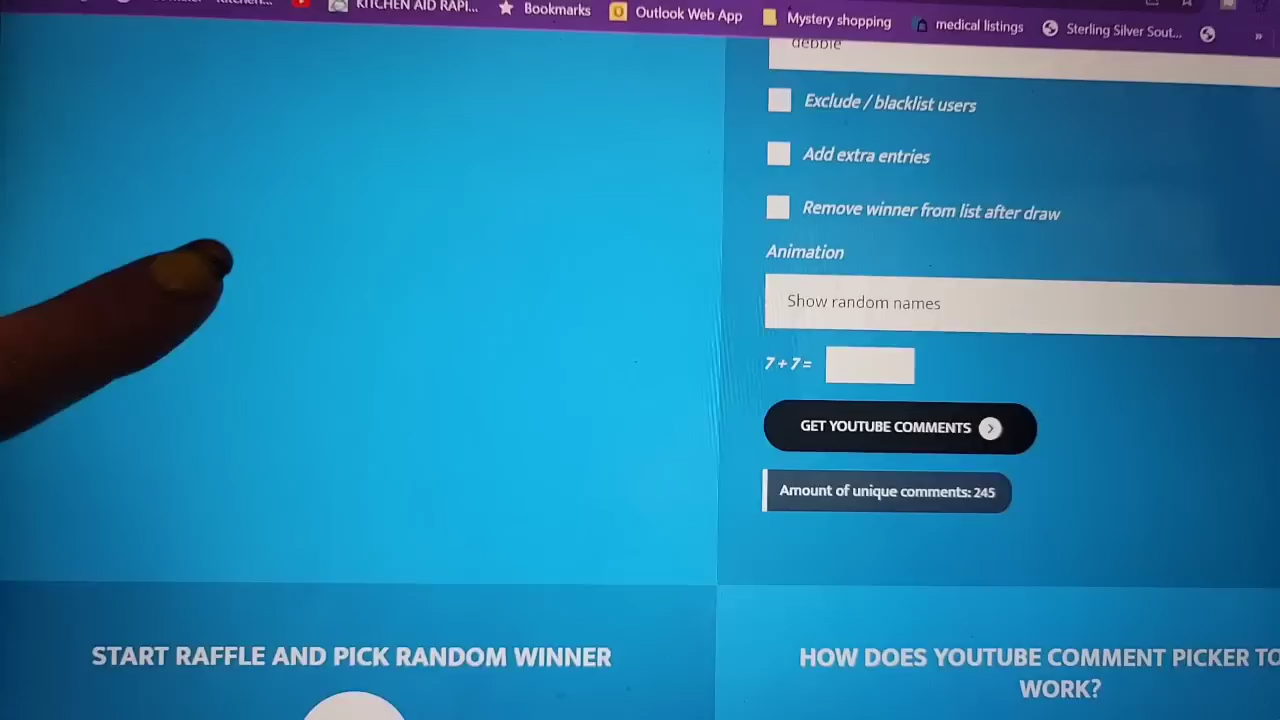 KITCHEN AID RAPI...
Bookmarks
Outlook Web App
Mystery shopping
medical listings
Sterling Silver Sout...
»
debbie
Exclude / blacklist users
Add extra entries
Remove winner from list after draw
Animation
Show random names
7 + 7 =
GET YOUTUBE COMMENTS
Amount of unique comments: 245
START RAFFLE AND PICK RANDOM WINNER
HOW DOES YOUTUBE COMMENT PICKER TO
WORK?